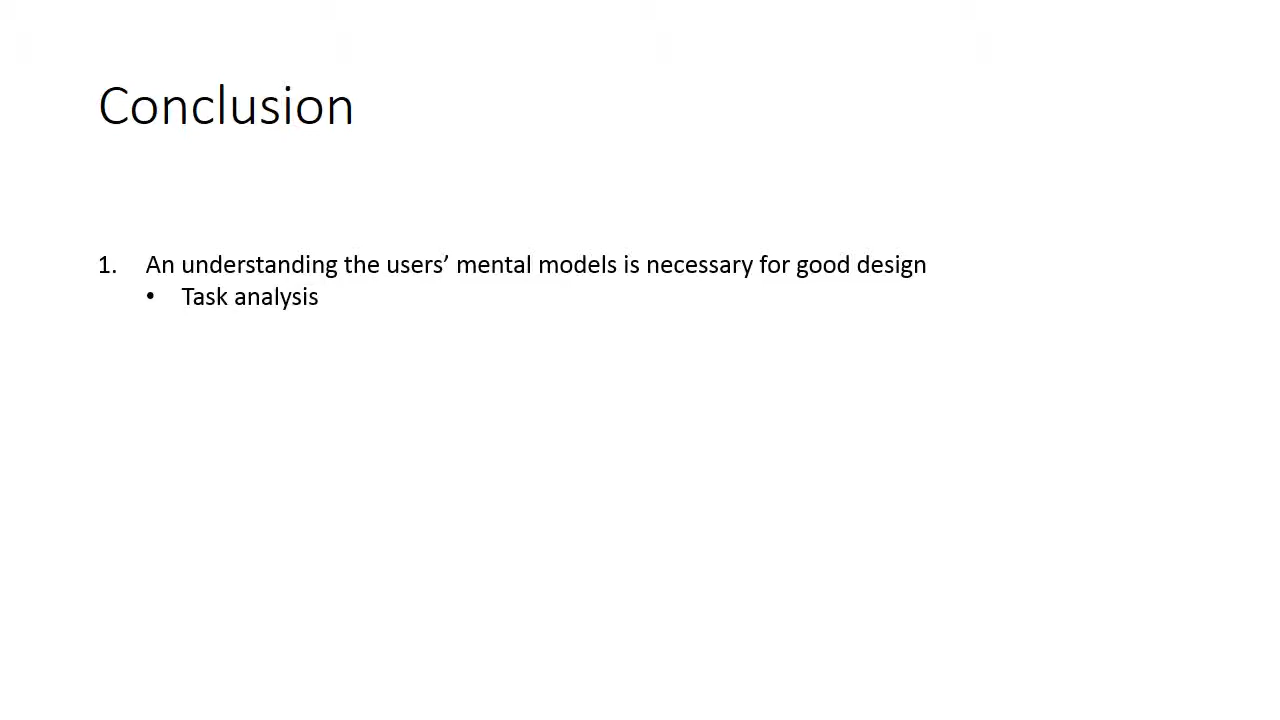 Conclusion
1. An understanding the users’ mental models is necessary for good design
• Task analysis